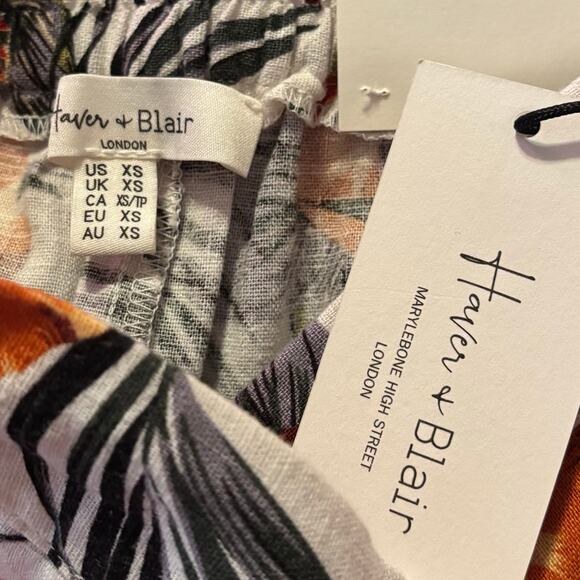 Haver + Blair
LONDON
US XS
UK XS
CA XS/TP
EU XS
AU XS
Haver + Blair
MARYLEBONE HIGH STREET
LONDON